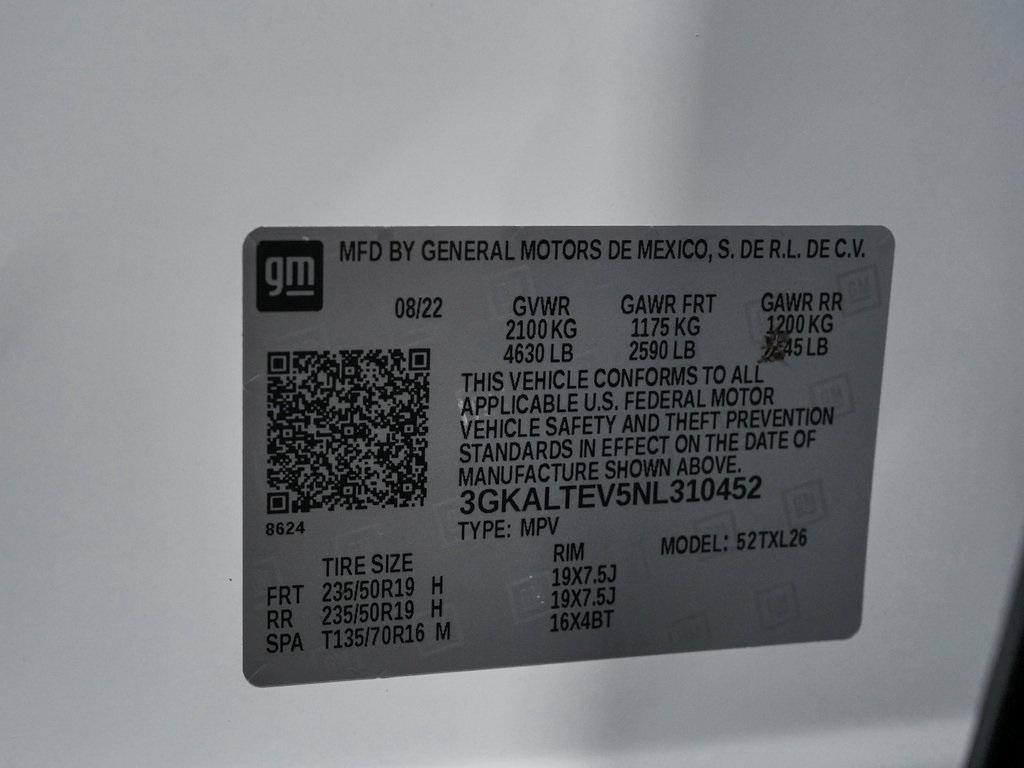 gm
MFD BY GENERAL MOTORS DE MEXICO, S. DE R.L. DE C.V.
08/22 GVWR GAWR FRT GAWR RR
2100 KG 1175 KG 1200 KG
4630 LB 2590 LB 45 LB
THIS VEHICLE CONFORMS TO ALL
APPLICABLE U.S. FEDERAL MOTOR
VEHICLE SAFETY AND THEFT PREVENTION
STANDARDS IN EFFECT ON THE DATE OF
MANUFACTURE SHOWN ABOVE.
3GKALTEV5NL310452
8624
TYPE: MPV MODEL: 52TXL26
TIRE SIZE RIM
FRT 235/50R19 H 19X7.5J
RR 235/50R19 H 19X7.5J
SPA T135/70R16 M 16X4BT